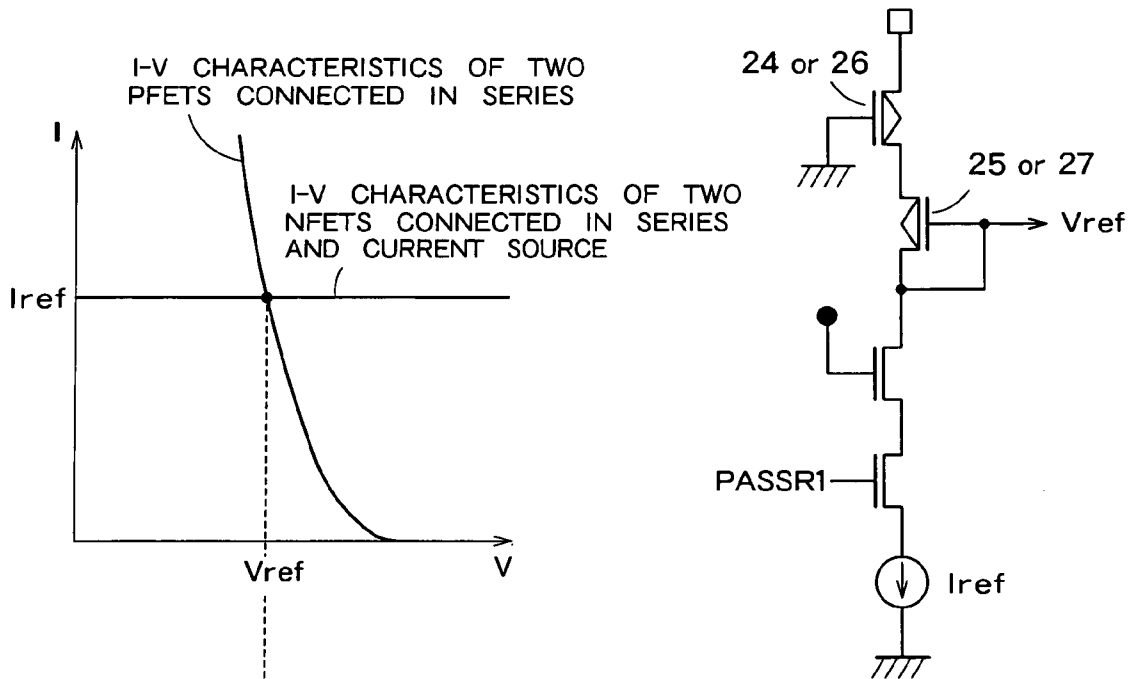 I-V CHARACTERISTICS OF TWO
PFETS CONNECTED IN SERIES
I
I-V CHARACTERISTICS OF TWO
NFETS CONNECTED IN SERIES
AND CURRENT SOURCE
Iref
Vref
V
24 or 26
25 or 27
Vref
PASSR1
Iref